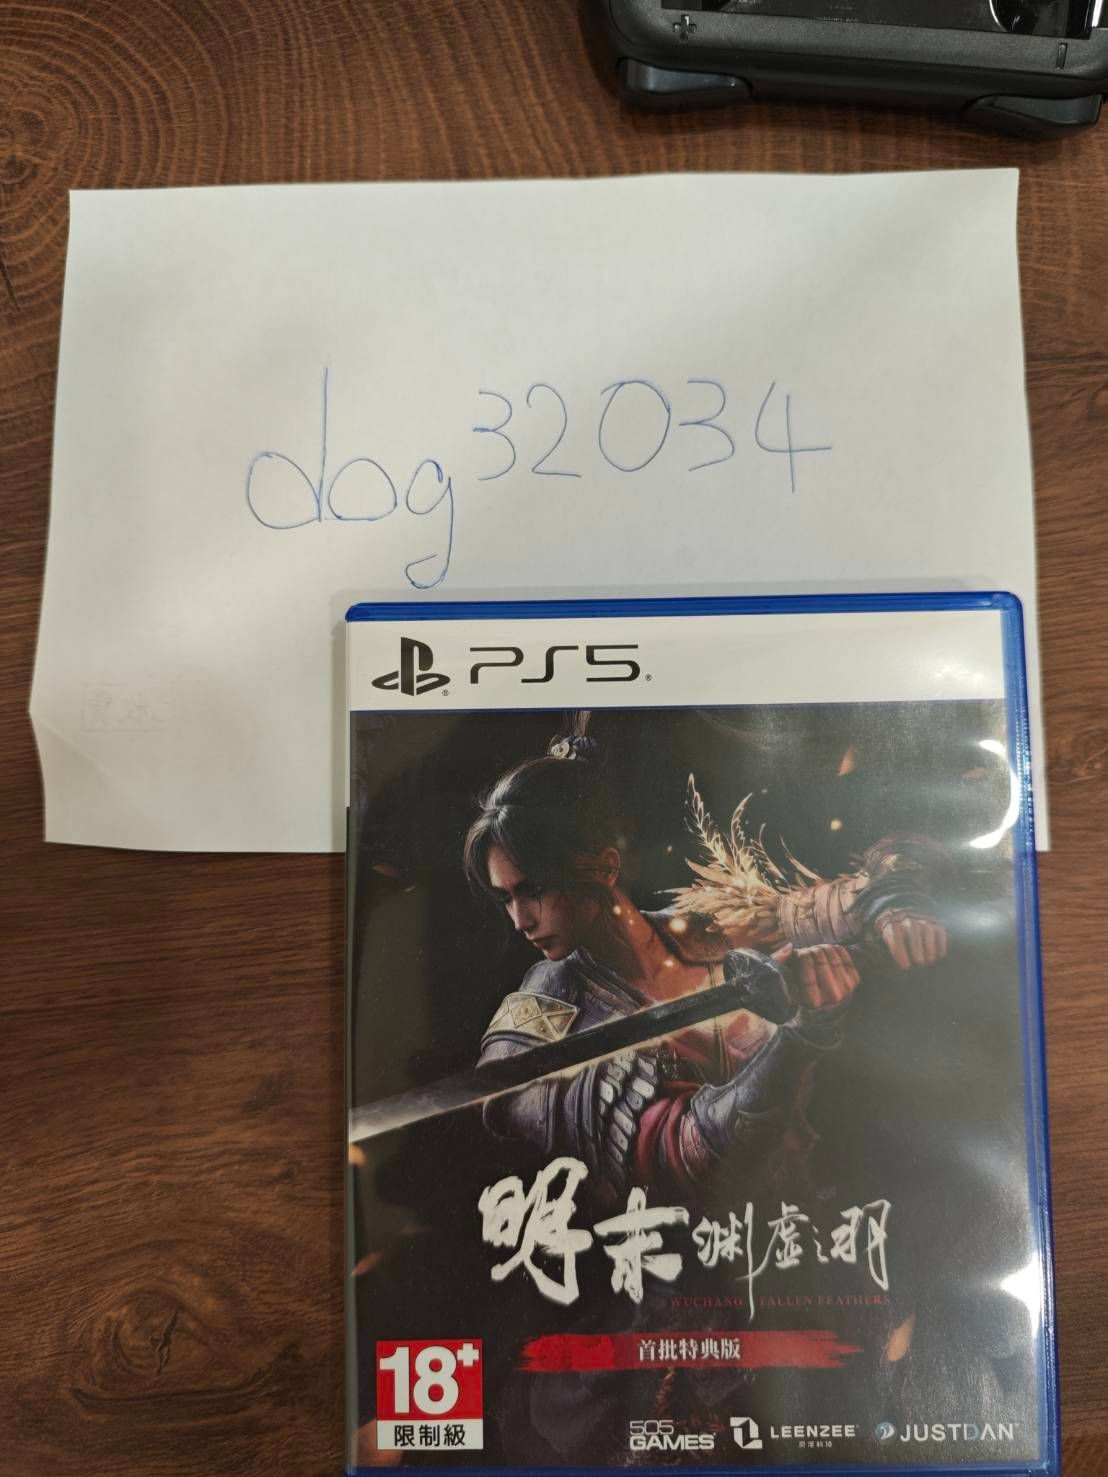 dog32034
PS5
明末淵虛之羽
WUCHANG FALLEN FEATHERS
首批特典版
18+
限制級
505 GAMES
LEENZEE
JUSTDAN